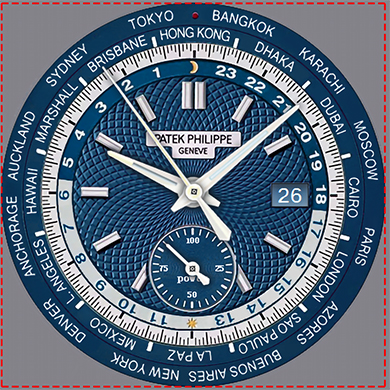 TOKYO
BANGKOK
KARACHI
MOSCOW
PARIS
AZORES
BUENOS AIRES
NEW YORK
DENVER
ANCHORAGE
AUCKLAND
SYDNEY
BRISBANE
HONG KONG
DHAKA
DUBAI
CAIRO
LONDON
SAO PAULO
LA PAZ
MEXICO
L.ANGELES
HAWAII
MARSHALL
1
23
22
21
20
19
18
17
16
15
14
13
12
11
10
9
8
7
6
5
4
3
2
PATEK PHILIPPE
GENEVE
26
100
75
25
power
50